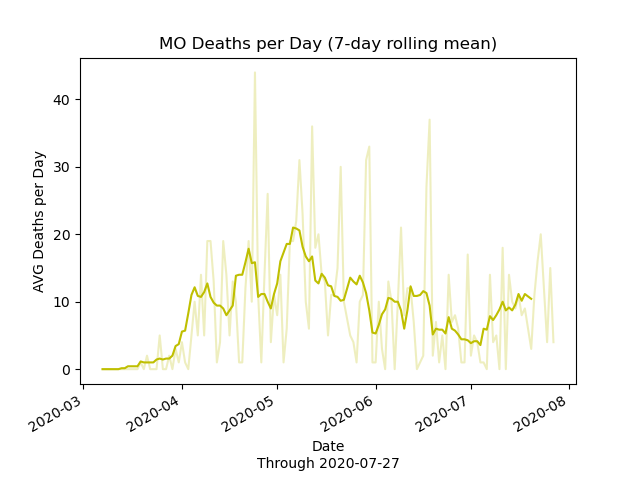 MO Deaths per Day (7-day rolling mean)
AVG Deaths per Day
40
30
20
10
0
2020-03
2020-04
2020-05
2020-06
2020-07
2020-08
Date
Through 2020-07-27